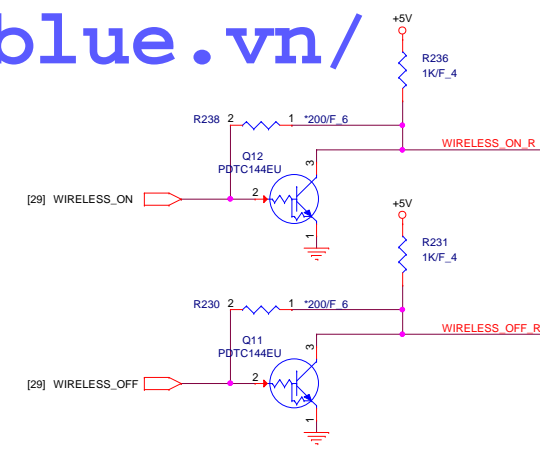 blue.vn/
+5V
R236
1K/F_4
R238 2 1 *200/F_6
WIRELESS_ON_R
Q12
PDTC144EU
3
[29] WIRELESS_ON
2
1
+5V
R231
1K/F_4
R230 2 1 *200/F_6
WIRELESS_OFF_R
Q11
PDTC144EU
3
[29] WIRELESS_OFF
2
1